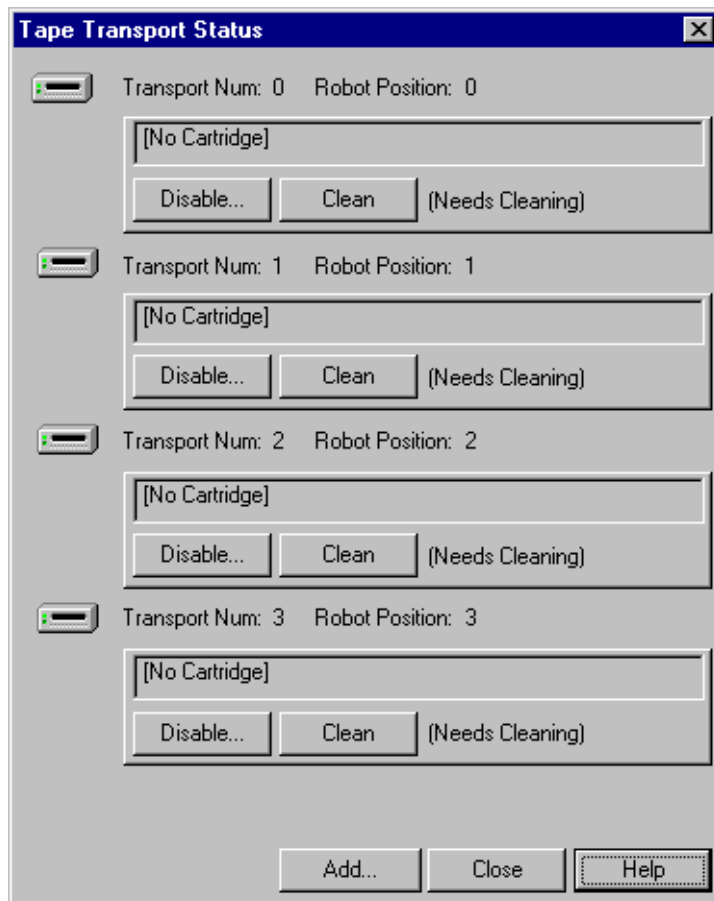 Tape Transport Status
Transport Num: 0 Robot Position: 0
[No Cartridge]
Disable... Clean (Needs Cleaning)
Transport Num: 1 Robot Position: 1
[No Cartridge]
Disable... Clean (Needs Cleaning)
Transport Num: 2 Robot Position: 2
[No Cartridge]
Disable... Clean (Needs Cleaning)
Transport Num: 3 Robot Position: 3
[No Cartridge]
Disable... Clean (Needs Cleaning)
Add... Close Help